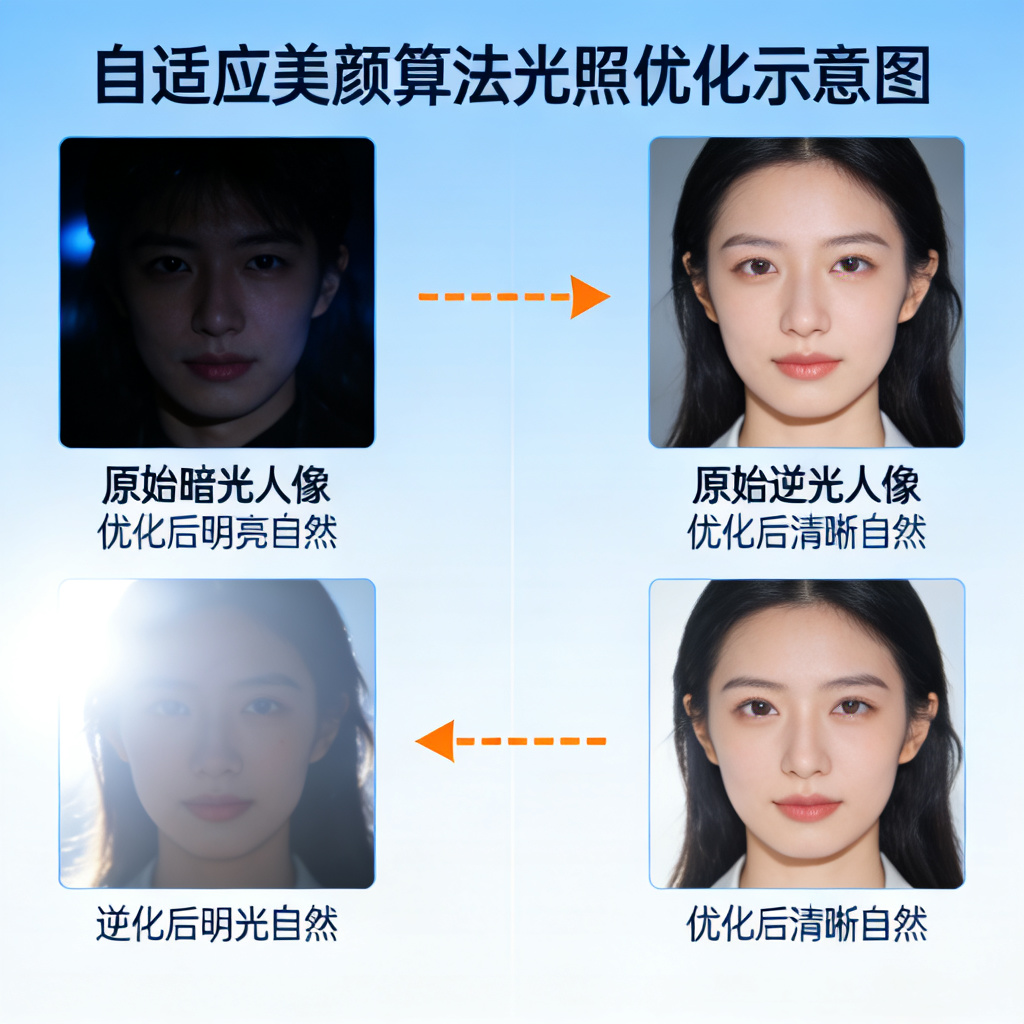 自适应美颜算法光照优化示意图
原始暗光人像
优化后明亮自然
原始逆光人像
优化后清晰自然
逆化后明光自然
优化后清晰自然